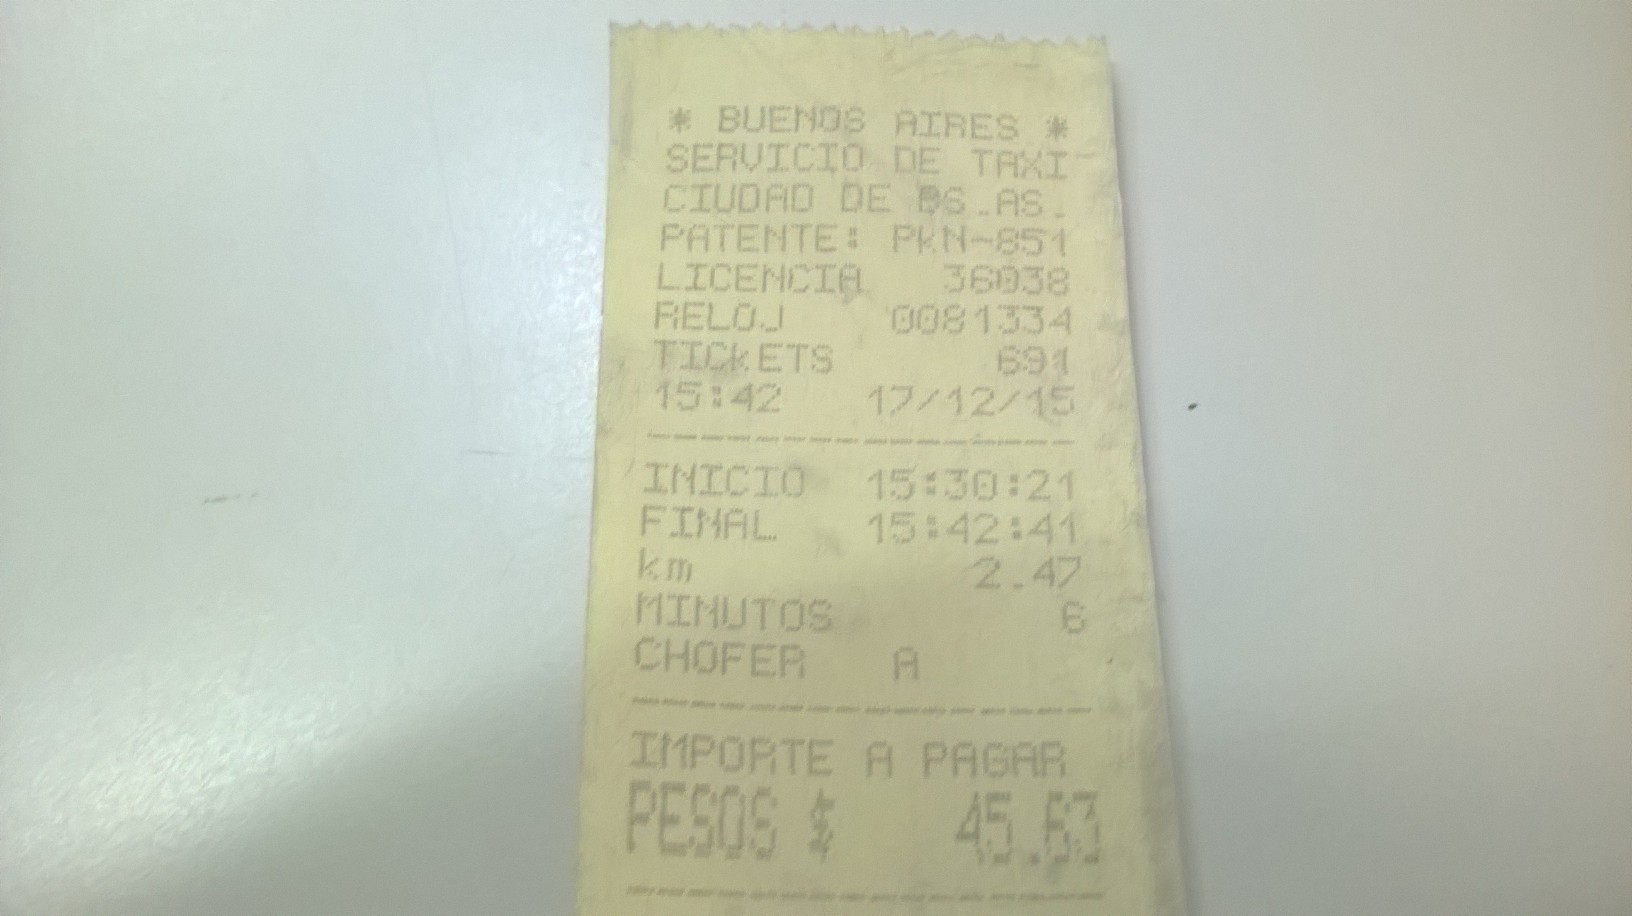 * BUENOS AIRES *
SERVICIO DE TAXI
CIUDAD DE BS.AS.
PATENTE: PkN-851
LICENCIA 36038
RELOJ 0081334
TICkETS 691
15:42 17/12/15
INICIO 15:30:21
FINAL 15:42:41
km 2.47
MINUTOS 6
CHOFER A
IMPORTE A PAGAR
PESOS $ 45.63